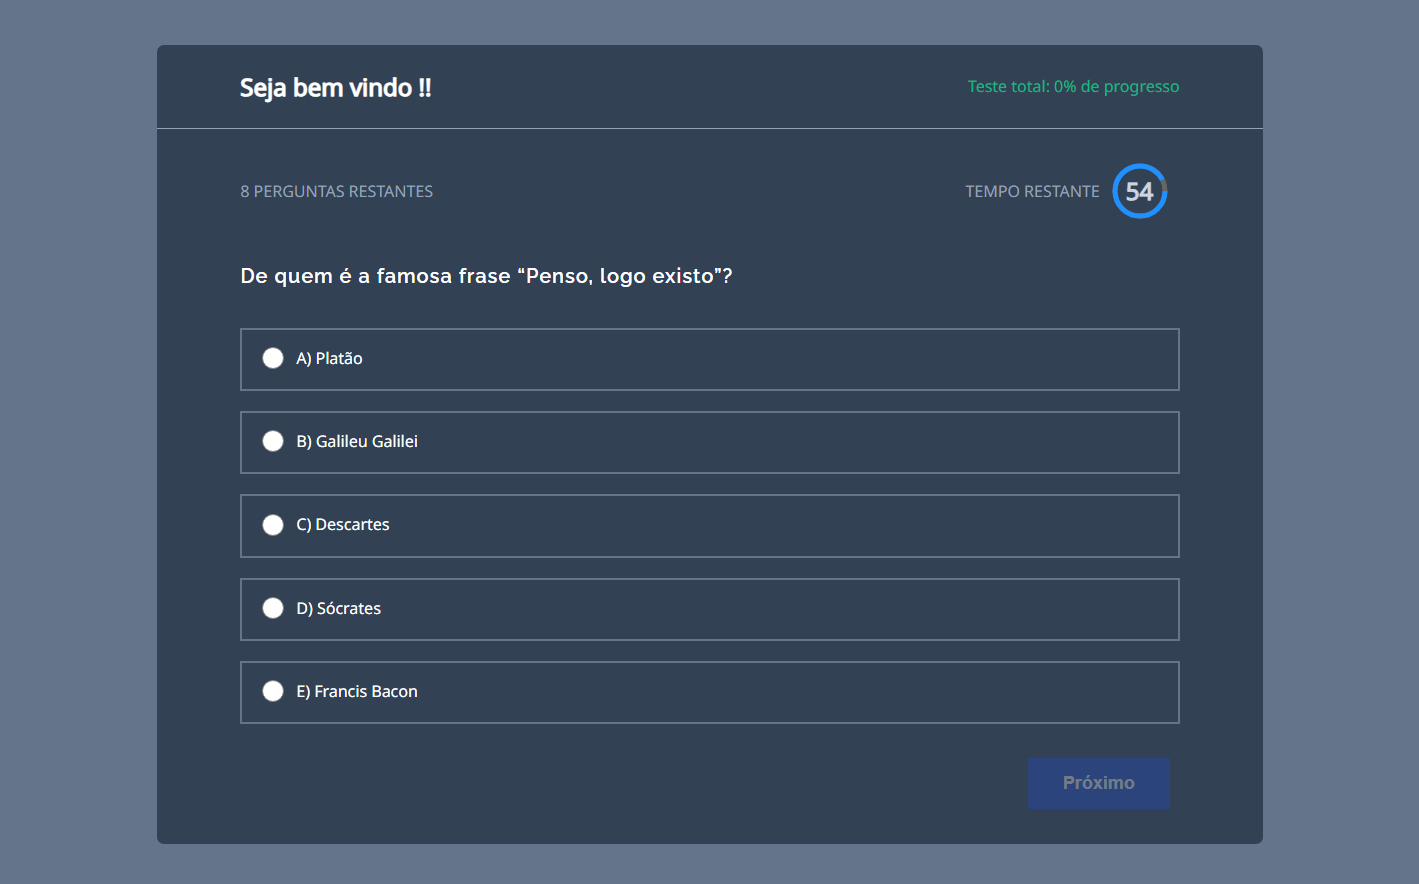 Seja bem vindo !!
Teste total: 0% de progresso
8 PERGUNTAS RESTANTES
TEMPO RESTANTE 54
De quem é a famosa frase “Penso, logo existo”?
A) Platão
B) Galileu Galilei
C) Descartes
D) Sócrates
E) Francis Bacon
Próximo